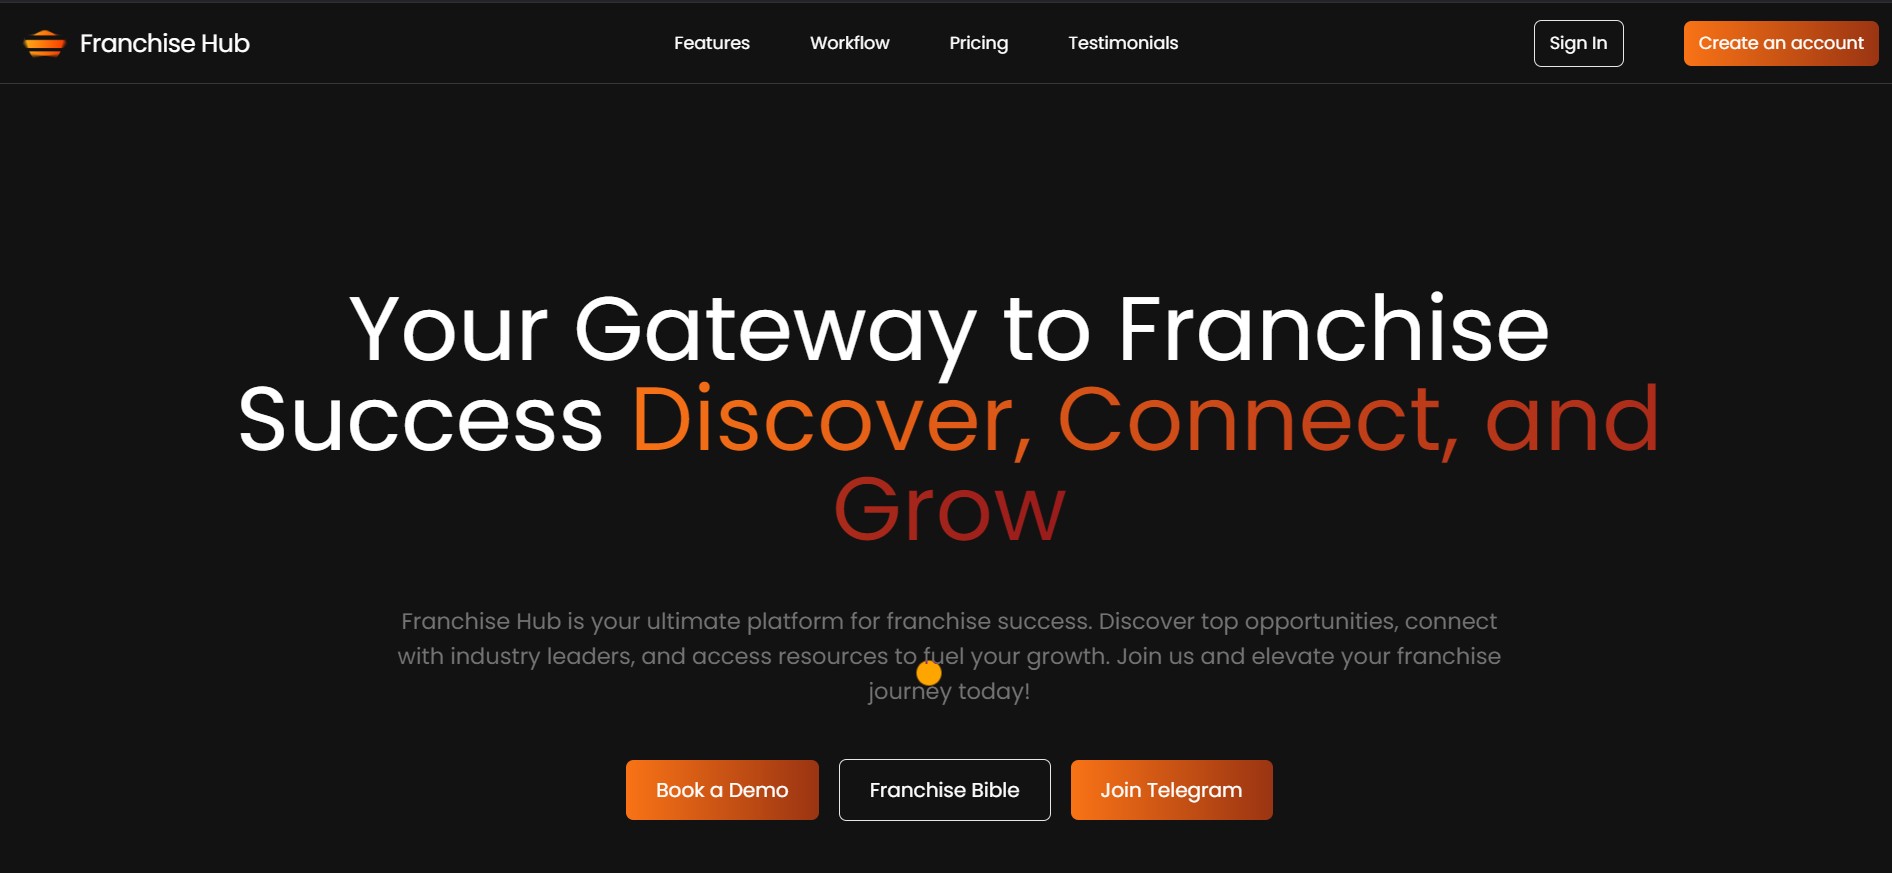 Franchise Hub
Features
Workflow
Pricing
Testimonials
Sign In
Create an account
Your Gateway to Franchise
Success Discover, Connect, and
Grow
Franchise Hub is your ultimate platform for franchise success. Discover top opportunities, connect
with industry leaders, and access resources to fuel your growth. Join us and elevate your franchise
journey today!
Book a Demo
Franchise Bible
Join Telegram